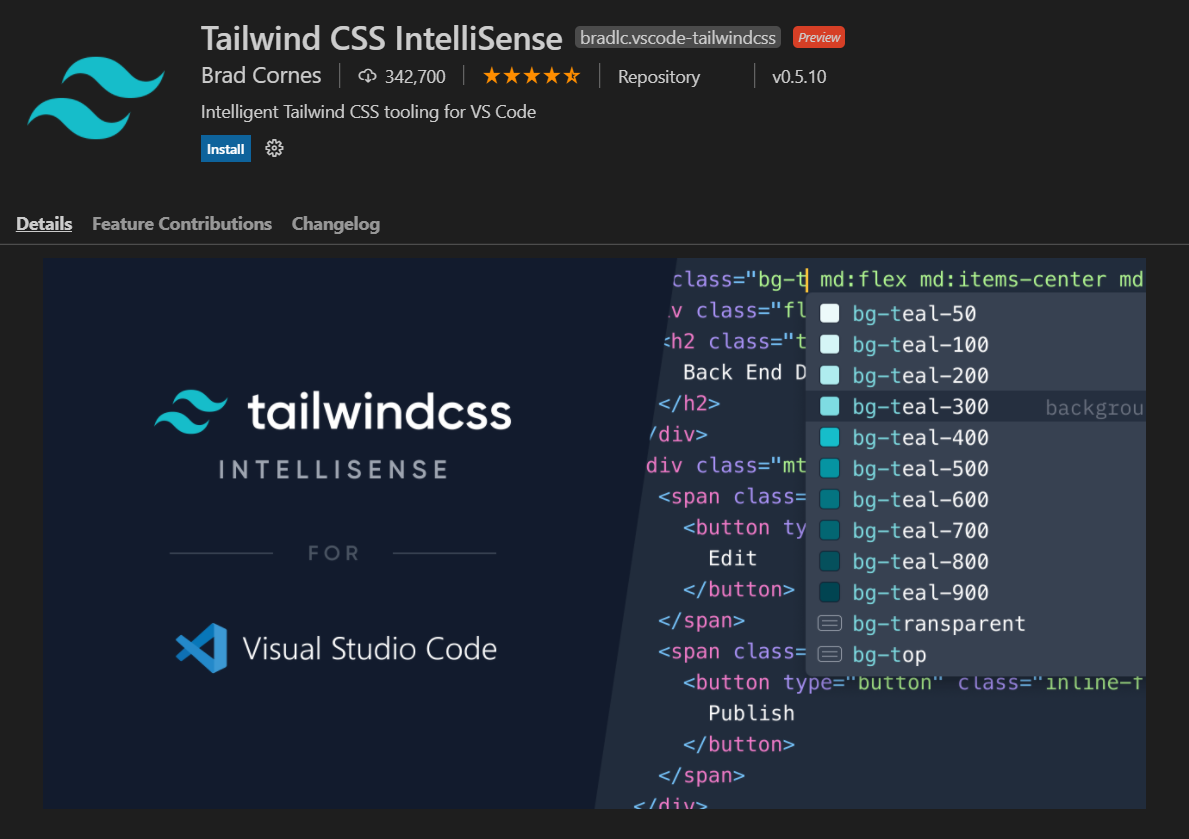 Tailwind CSS IntelliSense bradlc.vscode-tailwindcss Preview
Brad Cornes 342,700 Repository v0.5.10
Intelligent Tailwind CSS tooling for VS Code
Install
Details Feature Contributions Changelog
tailwindcss
INTELLISENSE
FOR
Visual Studio Code
class="bg-t md:flex md:items-center md
v class="fl
<h2 class="t
Back End D
</h2>
/div>
div class="mt
<span class=
<button ty
Edit
</button>
</span>
<span class=
<button type="button" class="inline-f
Publish
</button>
</span>
</div>
bg-teal-50
bg-teal-100
bg-teal-200
bg-teal-300 backgrou
bg-teal-400
bg-teal-500
bg-teal-600
bg-teal-700
bg-teal-800
bg-teal-900
bg-transparent
bg-top